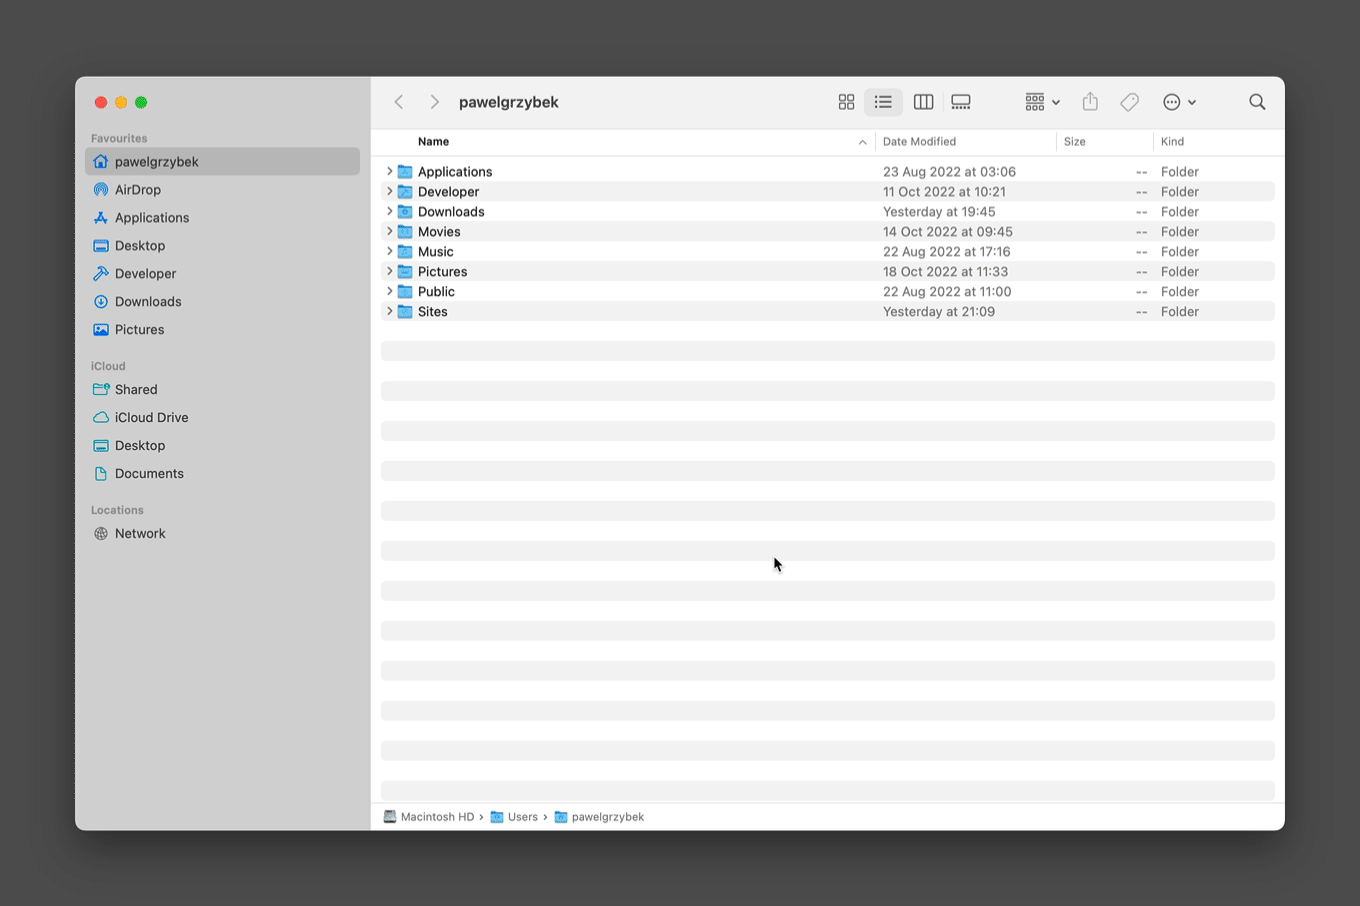 pawelgrzybek
Favourites
pawelgrzybek
AirDrop
Applications
Desktop
Developer
Downloads
Pictures
iCloud
Shared
iCloud Drive
Desktop
Documents
Locations
Network
Name Date Modified Size Kind
Applications 23 Aug 2022 at 03:06 -- Folder
Developer 11 Oct 2022 at 10:21 -- Folder
Downloads Yesterday at 19:45 -- Folder
Movies 14 Oct 2022 at 09:45 -- Folder
Music 22 Aug 2022 at 17:16 -- Folder
Pictures 18 Oct 2022 at 11:33 -- Folder
Public 22 Aug 2022 at 11:00 -- Folder
Sites Yesterday at 21:09 -- Folder
Macintosh HD › Users › pawelgrzybek